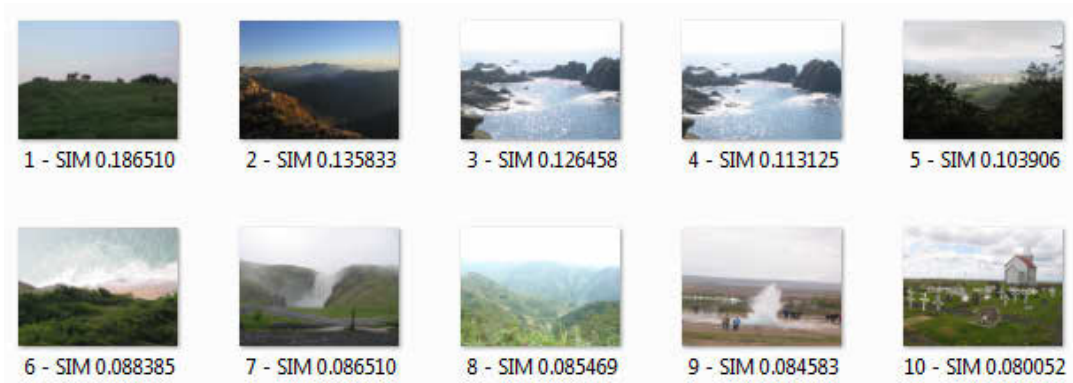 1 - SIM 0.186510
2 - SIM 0.135833
3 - SIM 0.126458
4 - SIM 0.113125
5 - SIM 0.103906
6 - SIM 0.088385
7 - SIM 0.086510
8 - SIM 0.085469
9 - SIM 0.084583
10 - SIM 0.080052